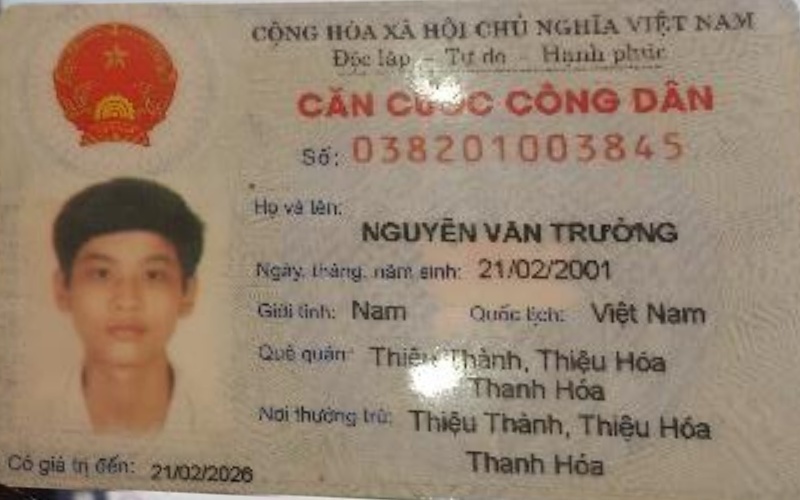 CỘNG HÒA XÃ HỘI CHỦ NGHĨA VIỆT NAM
Độc lập - Tự do - Hạnh phúc
CĂN CƯỚC CÔNG DÂN
Số: 038201003845
Họ và tên:
NGUYỄN VĂN TRƯỜNG
Ngày, tháng, năm sinh: 21/02/2001
Giới tính: Nam Quốc tịch: Việt Nam
Quê quán: Thiệu Thành, Thiệu Hóa
Thanh Hóa
Nơi thường trú: Thiệu Thành, Thiệu Hóa
Thanh Hóa
Có giá trị đến: 21/02/2026